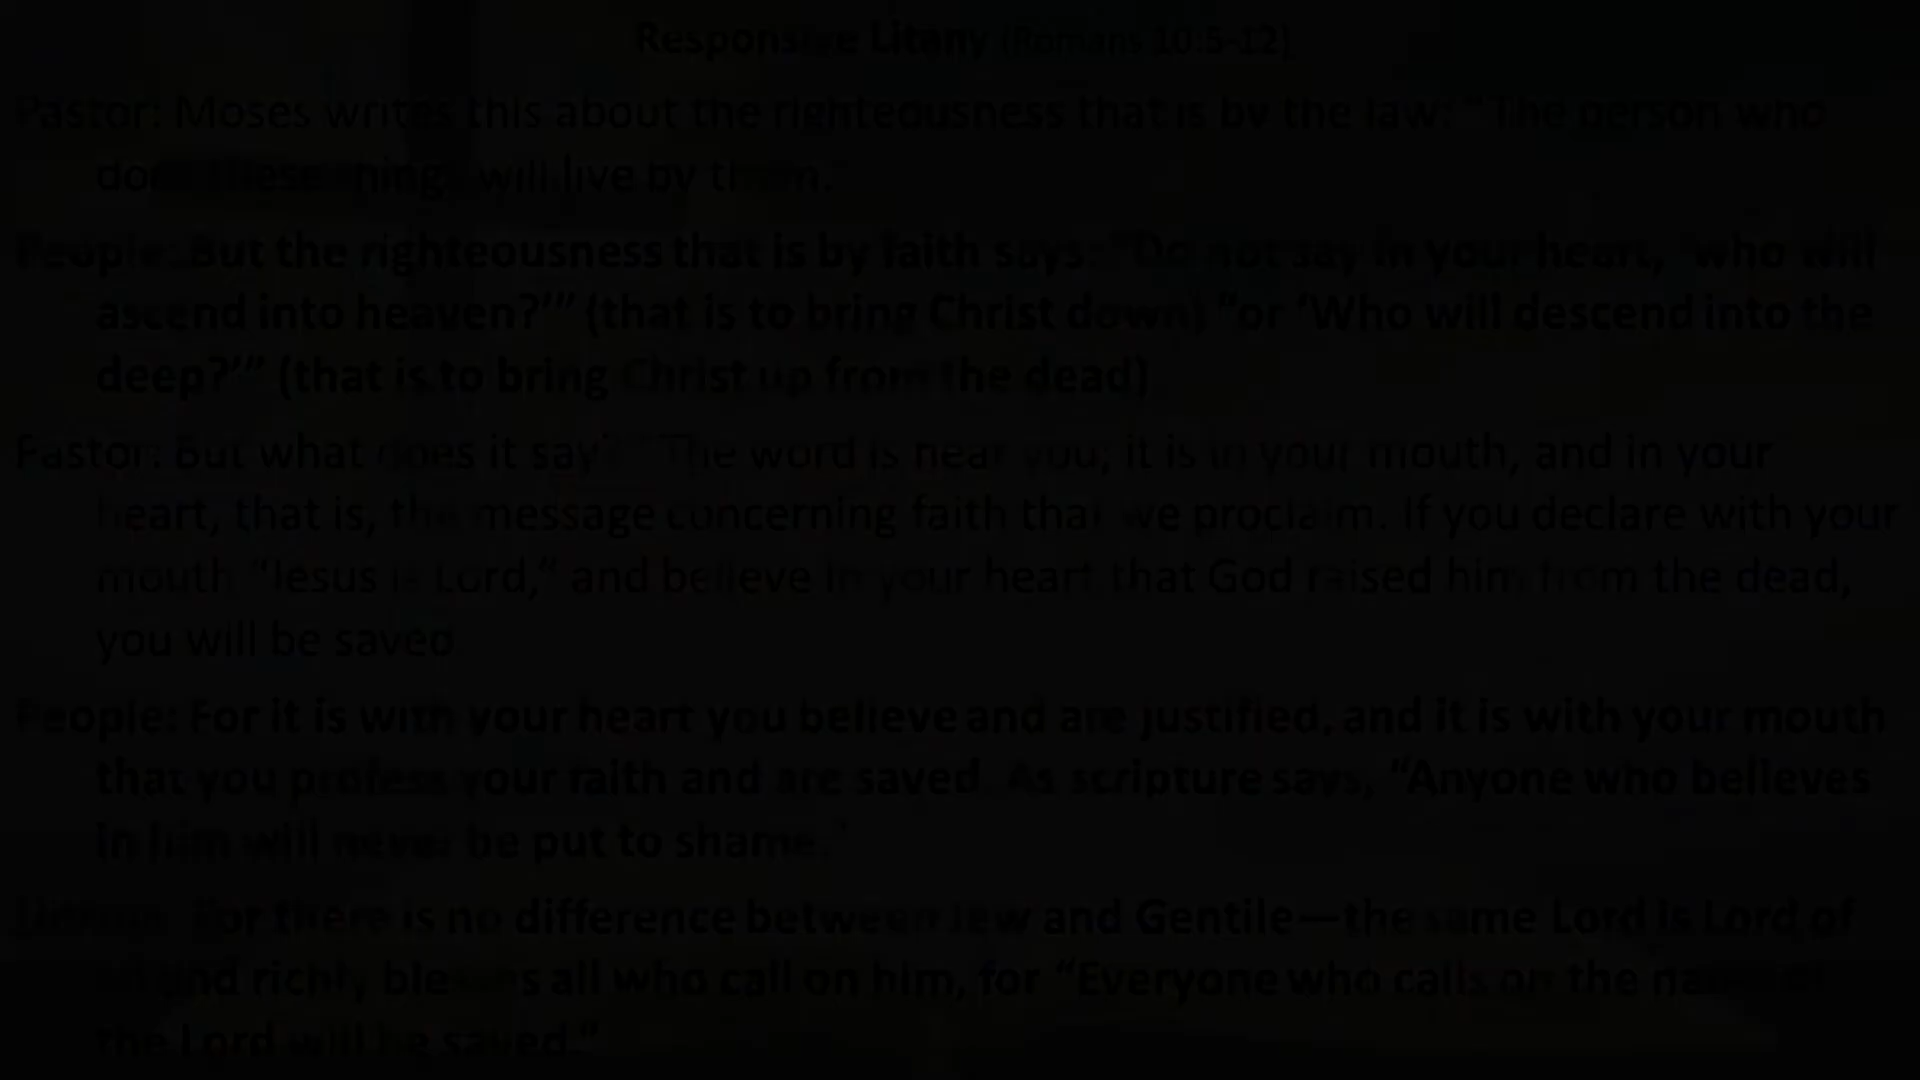 Responsive Litany (Romans 10:5-12)
Pastor: Moses writes this about the righteousness that is by the law: “The person who
does these things will live by them.”
People: But the righteousness that is by faith says: “Do not say in your heart, ‘who will
ascend into heaven?’” (that is to bring Christ down) “or ‘Who will descend into the
deep?’” (that is to bring Christ up from the dead)
Pastor: But what does it say? “The word is near you; it is in your mouth, and in your
heart, that is, the message concerning faith that we proclaim. If you declare with your
mouth “Jesus is Lord,” and believe in your heart that God raised him from the dead,
you will be saved
People: For it is with your heart you believe and are justified, and it is with your mouth
that you profess your faith and are saved. As scripture says, “Anyone who believes
in him will never be put to shame.”
Unison: For there is no difference between Jew and Gentile—the same Lord is Lord of
all and richly blesses all who call on him, for “Everyone who calls on the name of
the Lord will be saved.”